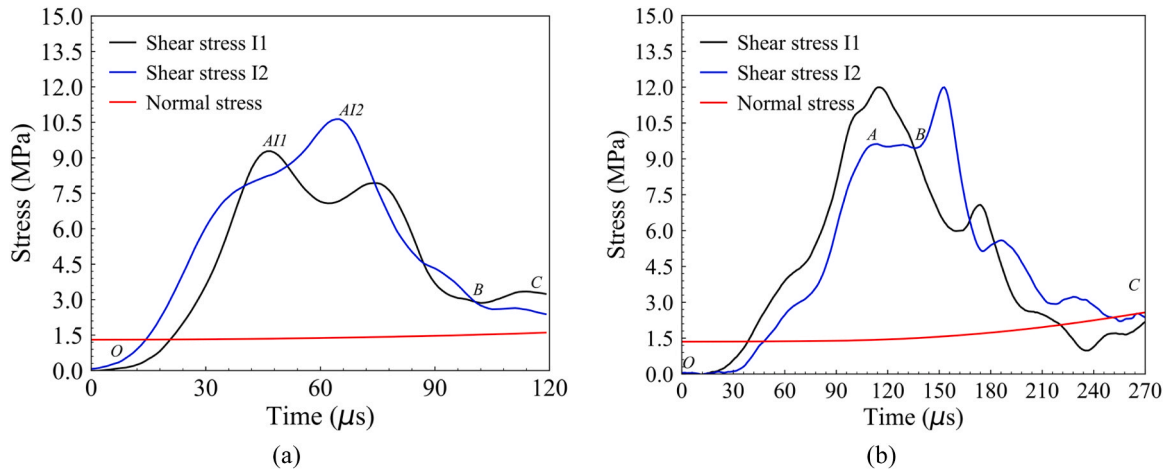 15.0
13.5
12.0
10.5
9.0
7.5
6.0
4.5
3.0
1.5
0.0
Stress (MPa)
Shear stress I1
Shear stress I2
Normal stress
AI1
AI2
O
B
C
0 30 60 90 120
Time (μs)
(a)
15.0
13.5
12.0
10.5
9.0
7.5
6.0
4.5
3.0
1.5
0.0
Stress (MPa)
Shear stress I1
Shear stress I2
Normal stress
A
B
C
O
0 30 60 90 120 150 180 210 240 270
Time (μs)
(b)